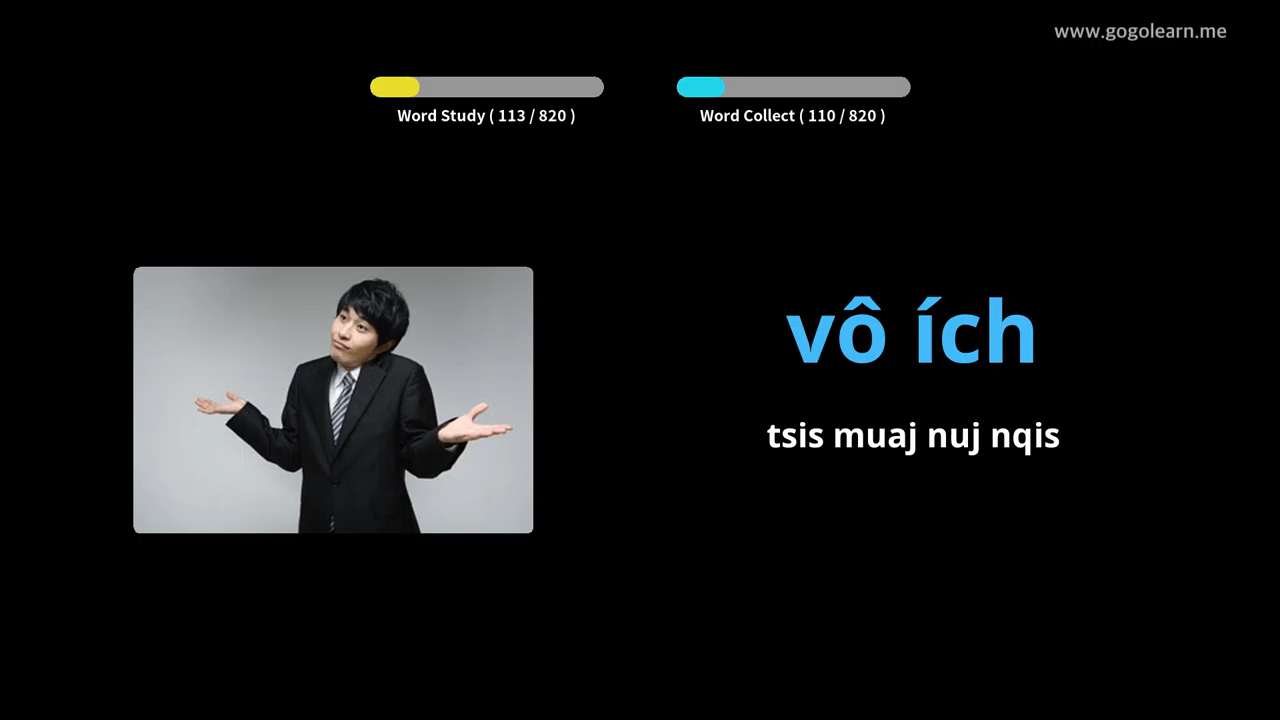 www.gogolearn.me
Word Study ( 113 / 820 )
Word Collect ( 110 / 820 )
vô ích
tsis muaj nuj nqis